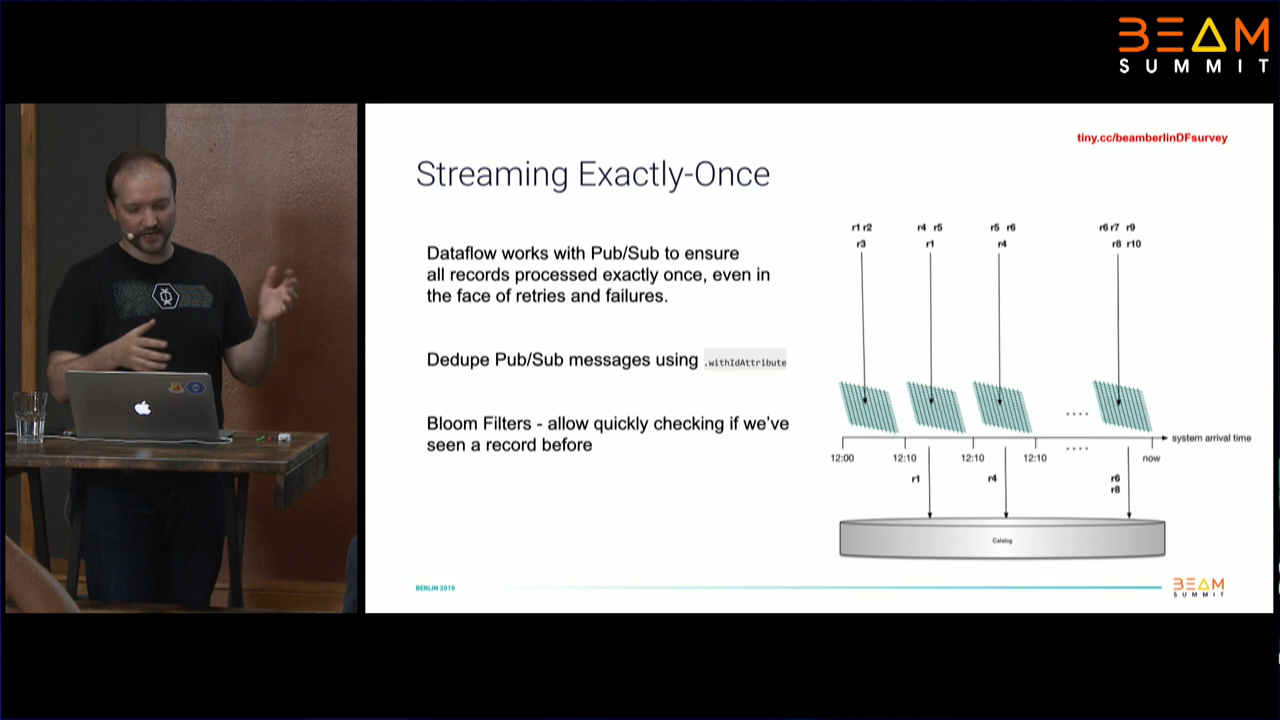 BEAM
SUMMIT
tiny.cc/beamberlinDFsurvey
Streaming Exactly-Once
Dataflow works with Pub/Sub to ensure
all records processed exactly once, even in
the face of retries and failures.
Dedupe Pub/Sub messages using .withIdAttribute
Bloom Filters - allow quickly checking if we've
seen a record before
r1 r2 r4 r5 r5 r6 r6 r7 r9
r3 r1 r4 r8 r10
....
system arrival time
12:00 12:10 12:10 12:10 .... now
r1 r4 r6
r8
Catalog
BERLIN 2019
BEAM
SUMMIT